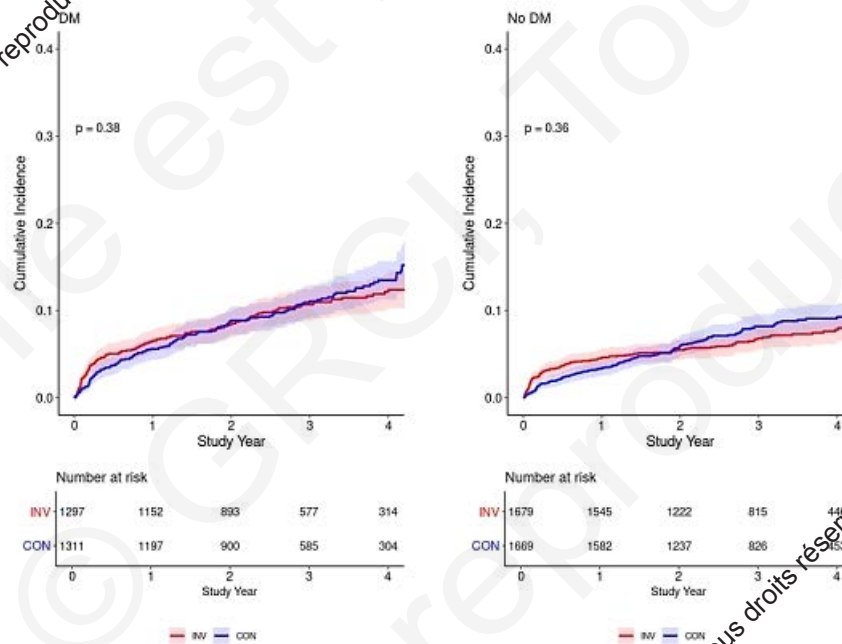 DM
0.4
0.3
0.2
0.1
0.0
Cumulative Incidence
p = 0.38
0 1 2 3 4
Study Year
Number at risk
INV 1297 1152 893 577 314
CON 1311 1197 900 585 304
0 1 2 3 4
Study Year
INV CON
No DM
0.4
0.3
0.2
0.1
0.0
Cumulative Incidence
p = 0.36
0 1 2 3 4
Study Year
Number at risk
INV 1679 1545 1222 815
CON 1669 1582 1237 826
0 1 2 3 4
Study Year
INV CON
© GRCI,
est
droits